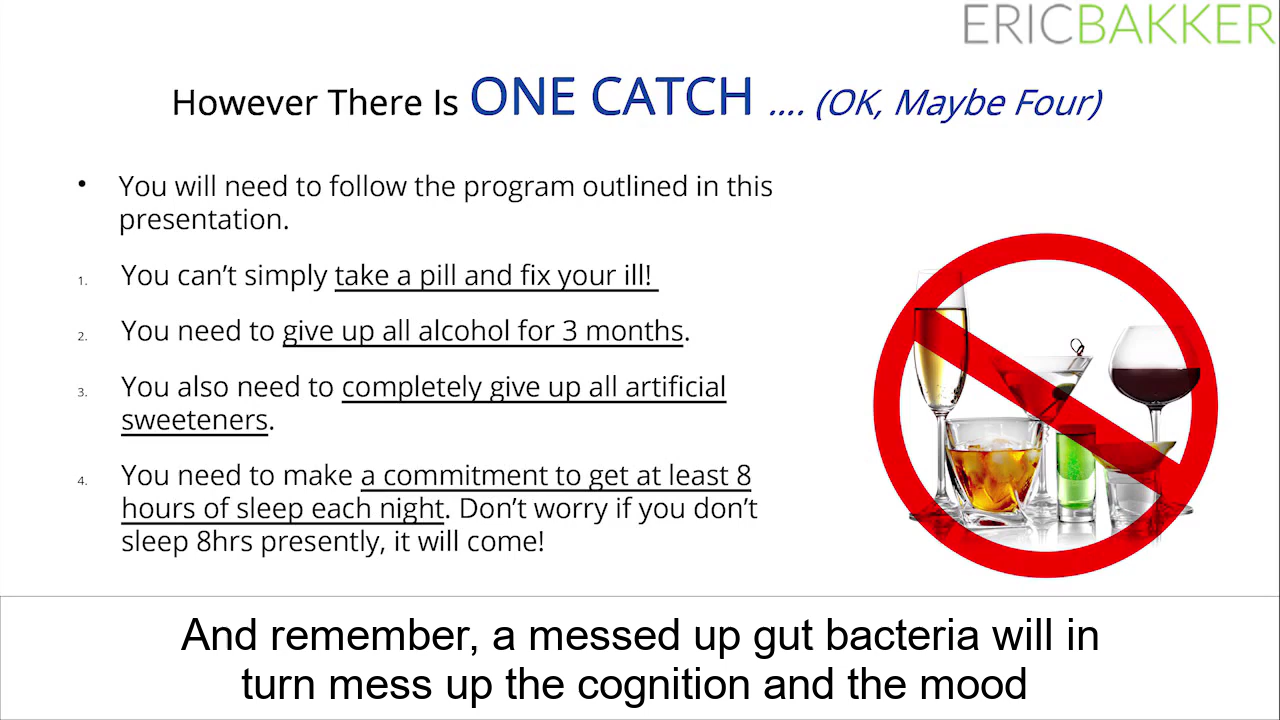 ERICBAKKER
However There Is ONE CATCH .... (OK, Maybe Four)
• You will need to follow the program outlined in this
presentation.
1. You can't simply take a pill and fix your ill!
2. You need to give up all alcohol for 3 months.
3. You also need to completely give up all artificial
sweeteners.
4. You need to make a commitment to get at least 8
hours of sleep each night. Don't worry if you don't
sleep 8hrs presently, it will come!
And remember, a messed up gut bacteria will in
turn mess up the cognition and the mood